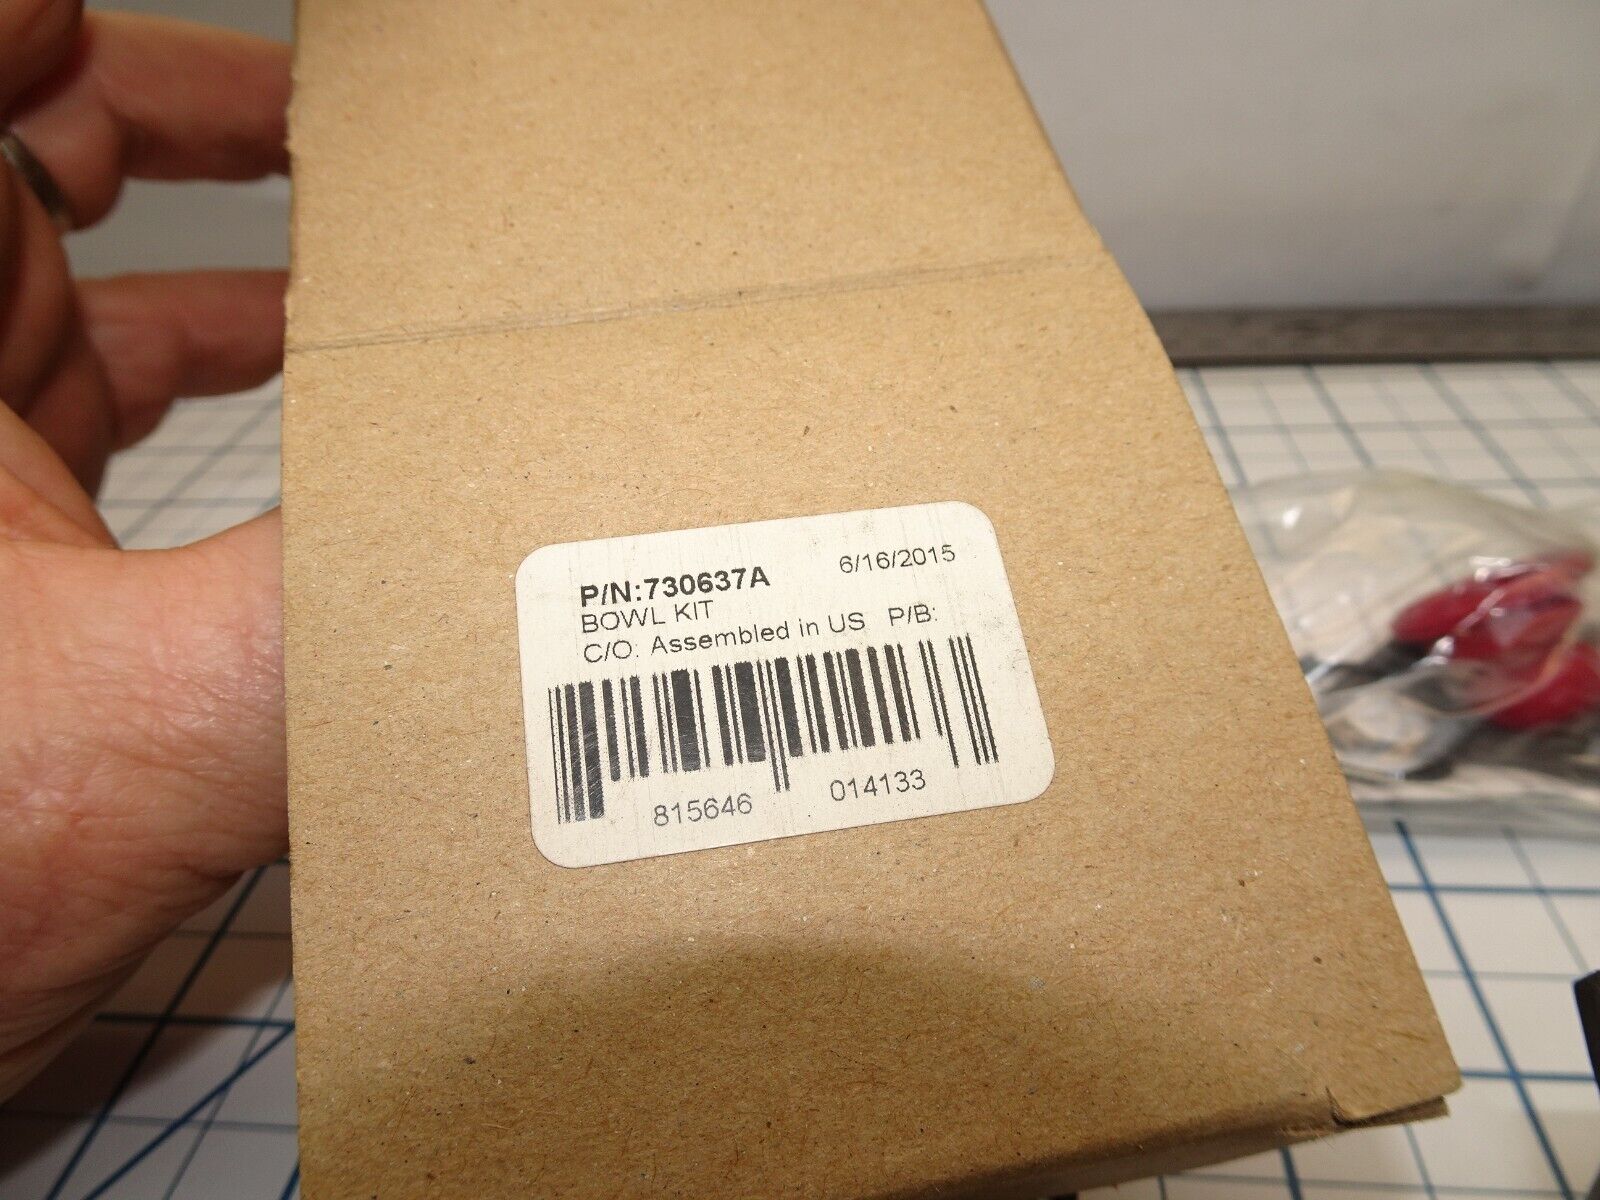 P/N:730637A 6/16/2015
BOWL KIT
C/O: Assembled in US P/B:
815646 014133